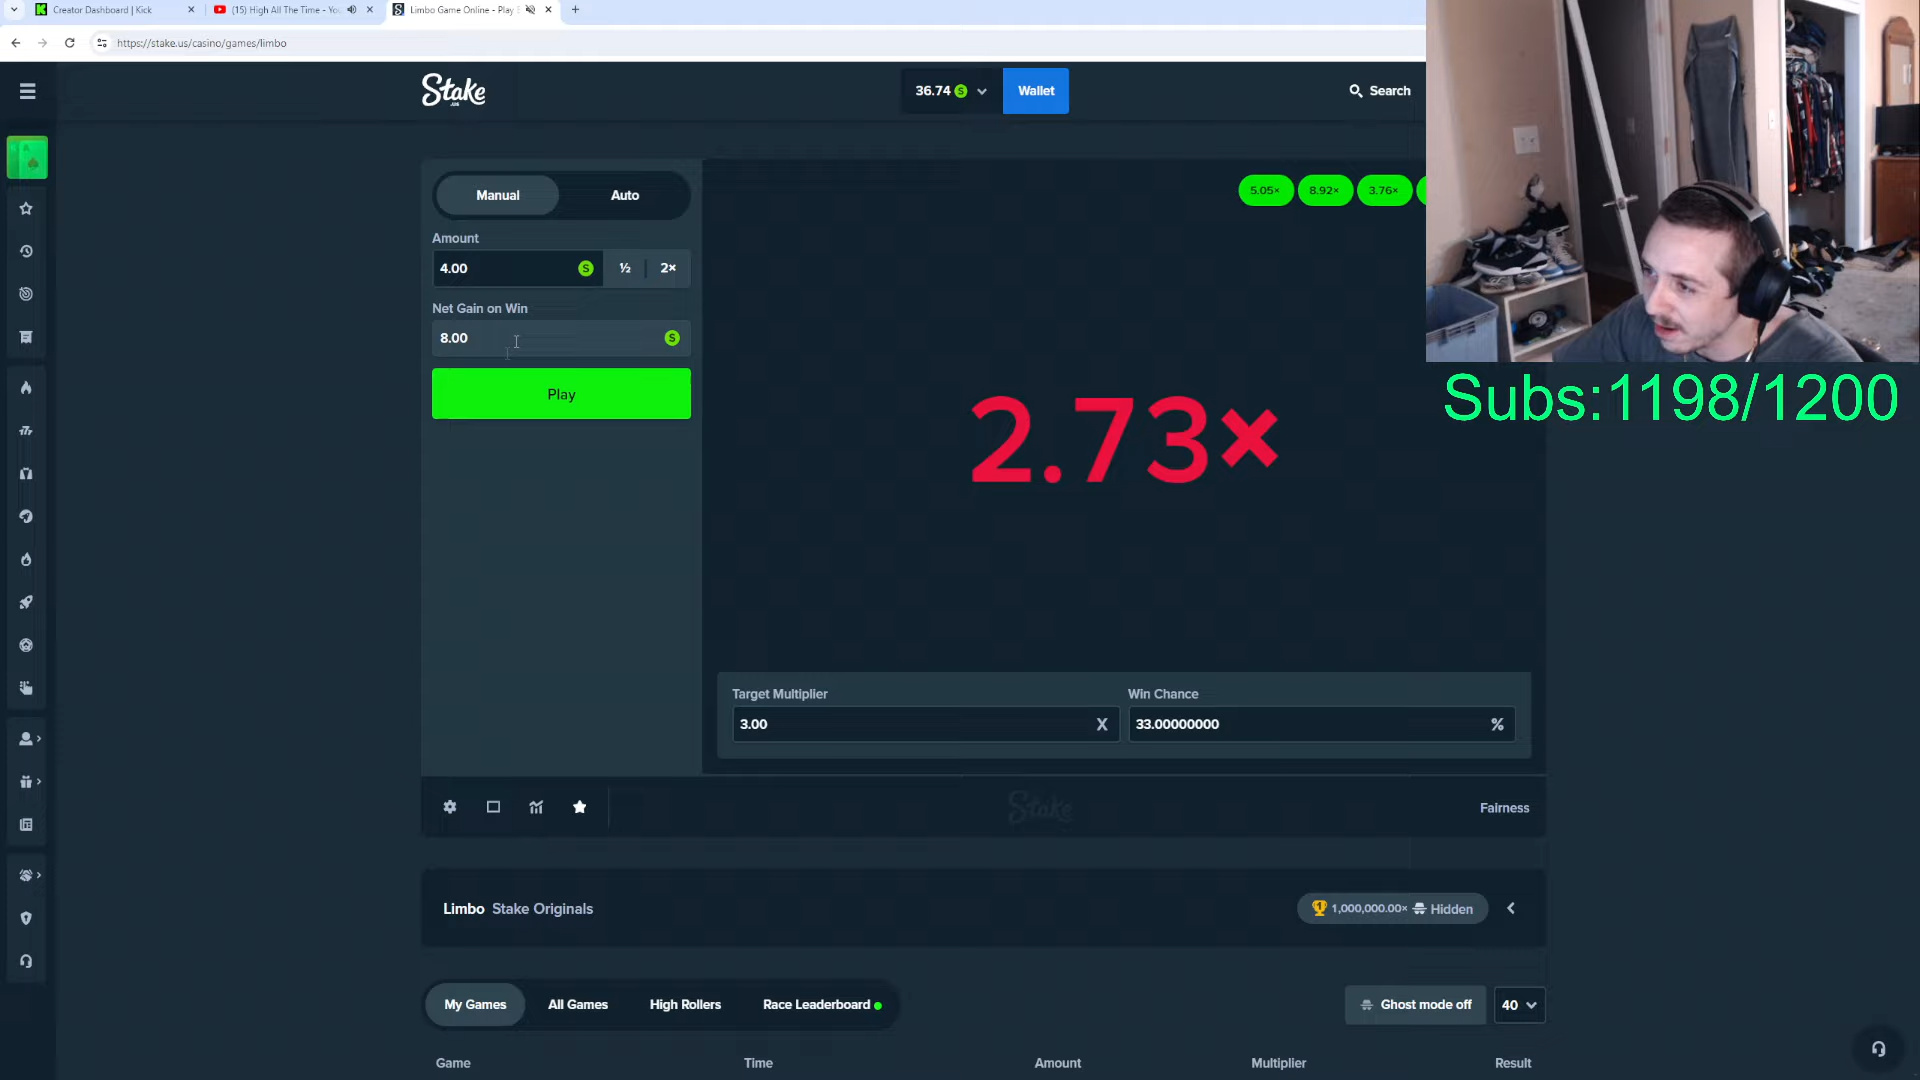 Creator Dashboard | Kick
(15) High All The Time - Yo
Limbo Game Online - Play
https://stake.us/casino/games/limbo
Stake
.US
36.74 S
Wallet
Search
Manual
Auto
5.05×
8.92×
3.76×
Amount
4.00 S
½
2×
Net Gain on Win
8.00 S
Play
Subs:1198/1200
2.73×
Target Multiplier
Win Chance
3.00 X
33.00000000 %
Stake
Fairness
Limbo Stake Originals
1,000,000.00× Hidden
My Games
All Games
High Rollers
Race Leaderboard
Ghost mode off
40
Game
Time
Amount
Multiplier
Result